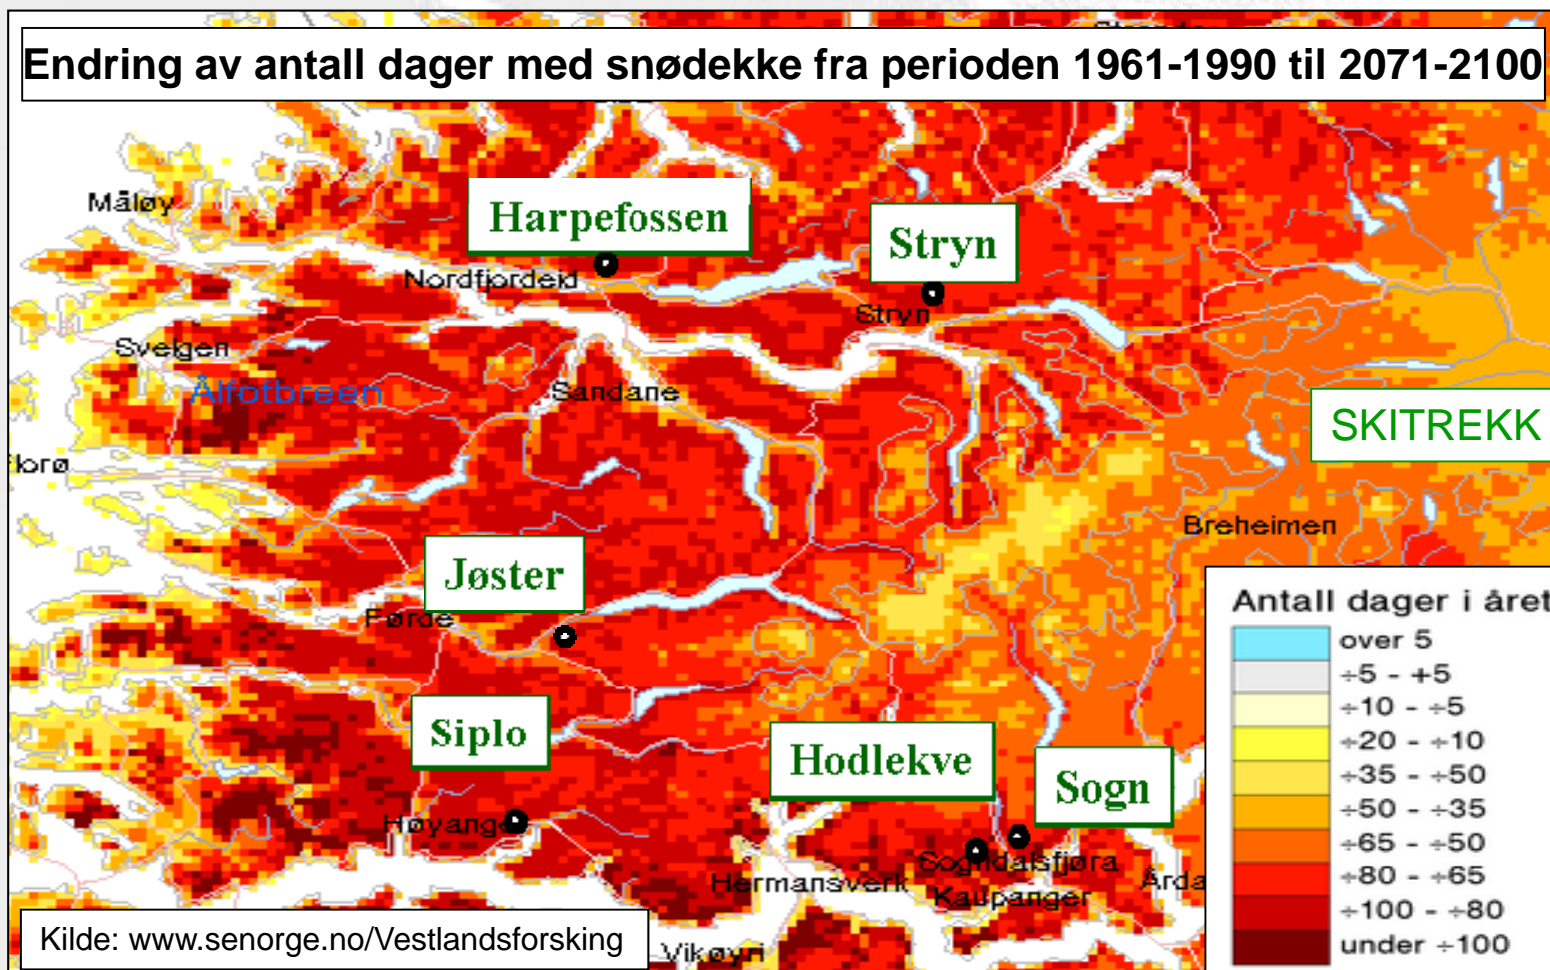 Endring av antall dager med snødekke fra perioden 1961-1990 til 2071-2100
Måløy
Harpefossen
Stryn
Nordfjordeid
Stryn
Svelgen
Ålfotbreen
Sandane
SKITREKK
Florø
Breheimen
Jøster
Førde
Siplo
Hodlekve
Sogn
Høyange
Sogndalsfjøra
Hermansverk
Kaupanger
Årda
Vikøyri
Antall dager i året
over 5
÷5 - +5
÷10 - ÷5
÷20 - ÷10
÷35 - ÷50
÷50 - ÷35
÷65 - ÷50
÷80 - ÷65
÷100 - ÷80
under ÷100
Kilde: www.senorge.no/Vestlandsforsking